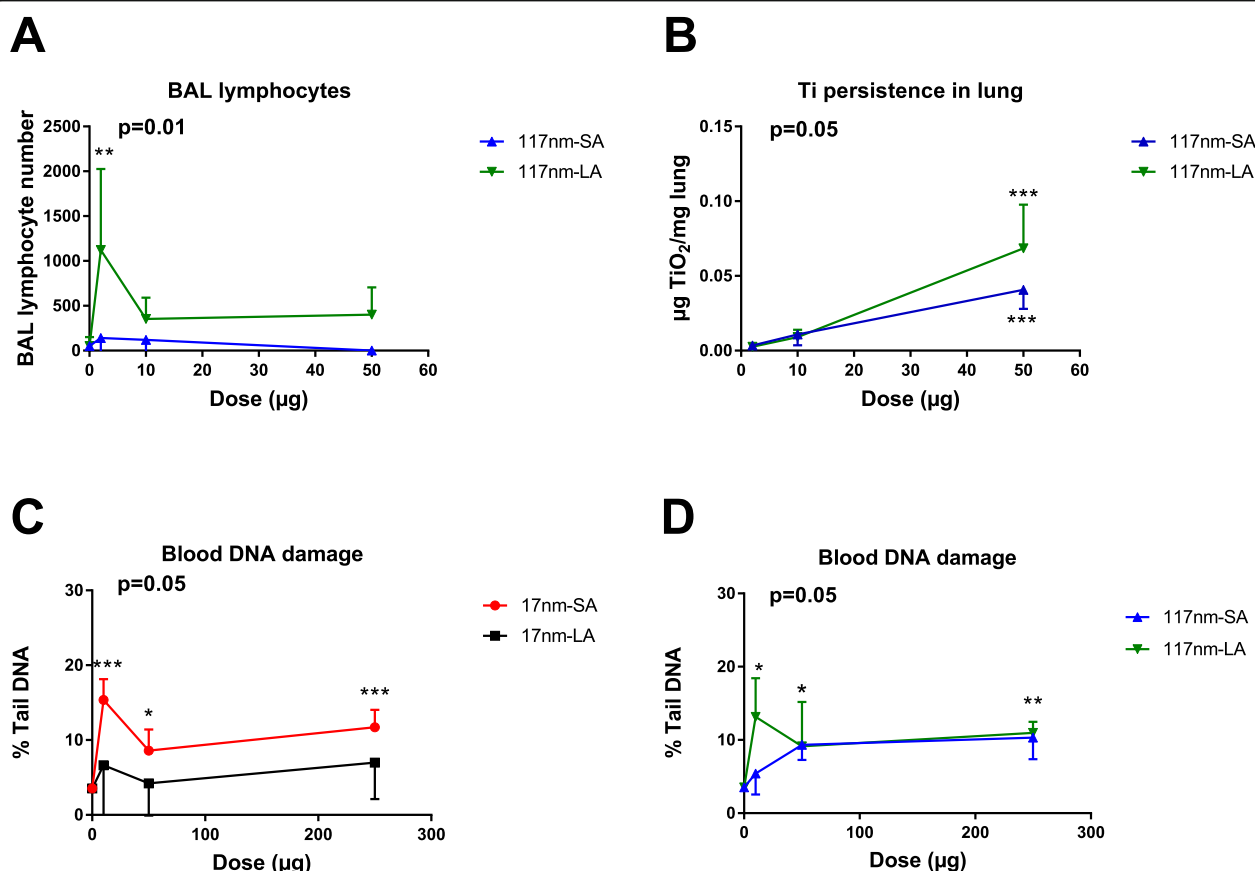 A
BAL lymphocytes
p=0.01
**
BAL lymphocyte number
2500
2000
1500
1000
500
0
0 10 20 30 40 50 60
Dose (µg)
117nm-SA
117nm-LA
B
Ti persistence in lung
p=0.05
***
***
µg TiO₂/mg lung
0.15
0.10
0.05
0.00
0 10 20 30 40 50 60
Dose (µg)
117nm-SA
117nm-LA
C
Blood DNA damage
p=0.05
***
*
***
% Tail DNA
30
20
10
0
0 100 200 300
Dose (µg)
17nm-SA
17nm-LA
D
Blood DNA damage
p=0.05
*
*
**
% Tail DNA
30
20
10
0
0 100 200 300
Dose (µg)
117nm-SA
117nm-LA